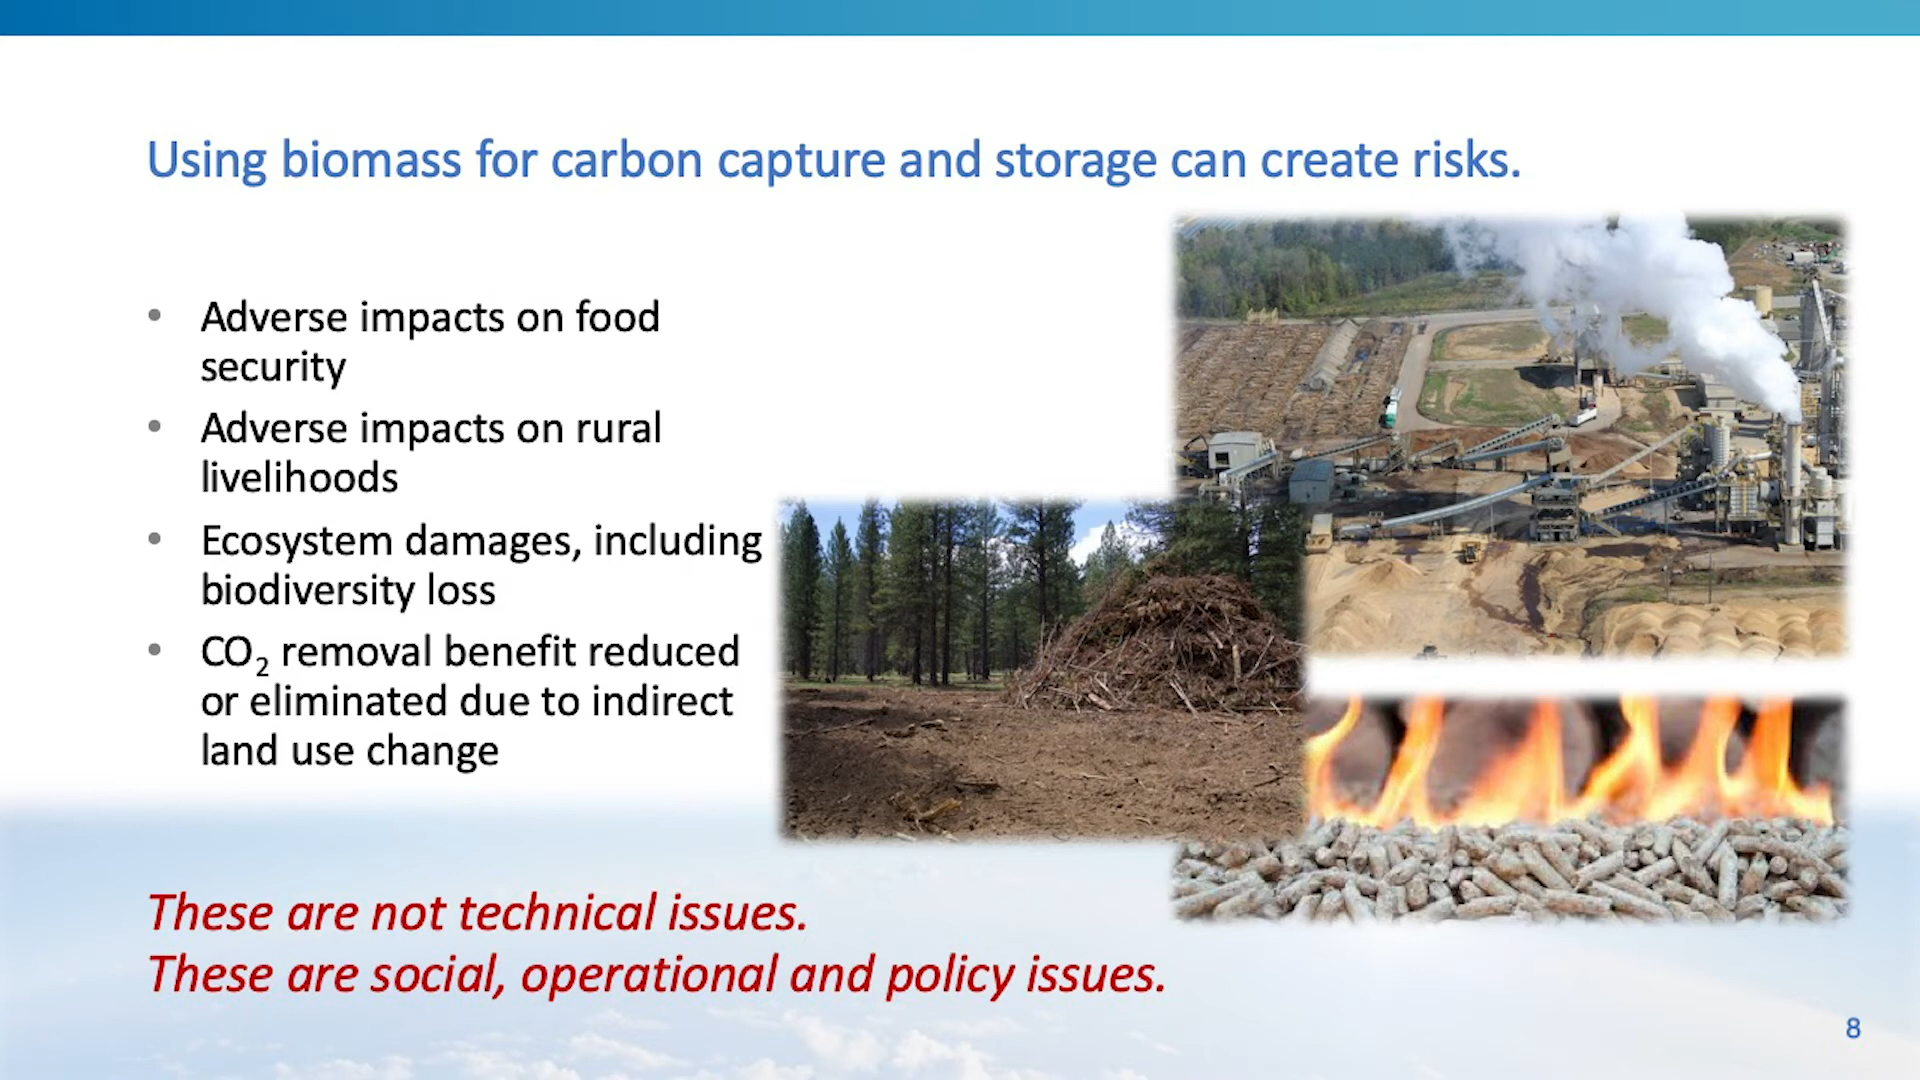 Using biomass for carbon capture and storage can create risks.
• Adverse impacts on food
security
• Adverse impacts on rural
livelihoods
• Ecosystem damages, including
biodiversity loss
• CO₂ removal benefit reduced
or eliminated due to indirect
land use change
These are not technical issues.
These are social, operational and policy issues.
8